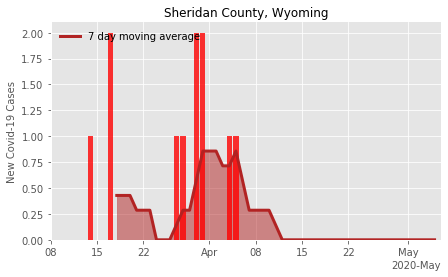 Sheridan County, Wyoming
7 day moving average
New Covid-19 Cases
2.00
1.75
1.50
1.25
1.00
0.75
0.50
0.25
0.00
08
15
22
Apr
08
15
22
May
2020-May